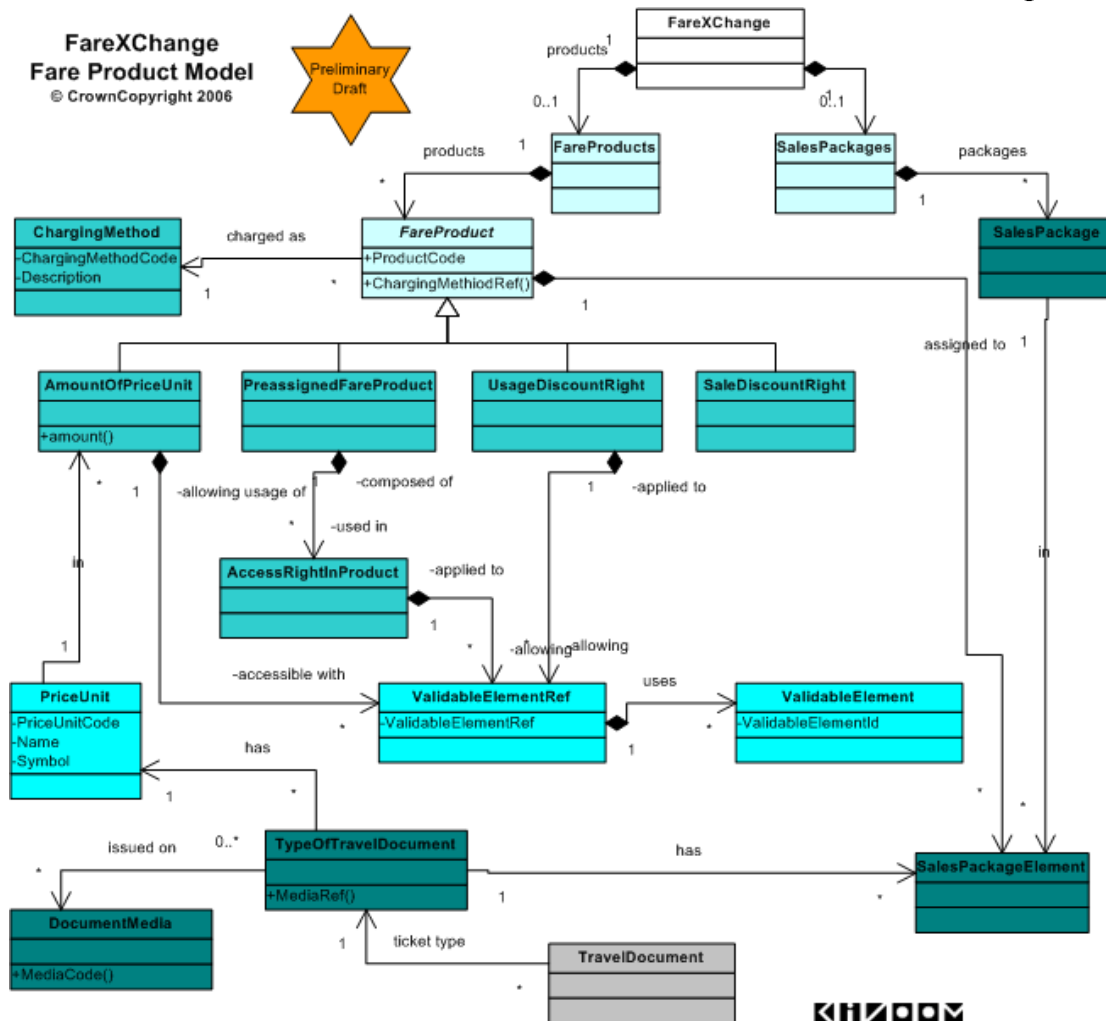 FareXChange
Fare Product Model
© CrownCopyright 2006
Preliminary
Draft
FareXChange
products
1
1
0..1
0..1
FareProducts
SalesPackages
products
1
*
packages
1
*
ChargingMethod
-ChargingMethodCode
-Description
charged as
1
*
FareProduct
+ProductCode
+ChargingMethiodRef()
1
SalesPackage
assigned to
1
AmountOfPriceUnit
+amount()
PreassignedFareProduct
UsageDiscountRight
SaleDiscountRight
*
1
-allowing usage of
-composed of
1
1
-applied to
*
-used in
in
in
AccessRightInProduct
-applied to
1
*
*
-allowing
-allowing
1
-accessible with
*
PriceUnit
-PriceUnitCode
-Name
-Symbol
ValidableElementRef
-ValidableElementRef
uses
1
*
ValidableElement
-ValidableElementId
has
1
*
*
*
issued on
0..*
*
TypeOfTravelDocument
+MediaRef()
has
1
*
SalesPackageElement
DocumentMedia
+MediaCode()
1
ticket type
*
TravelDocument
KIZOOM